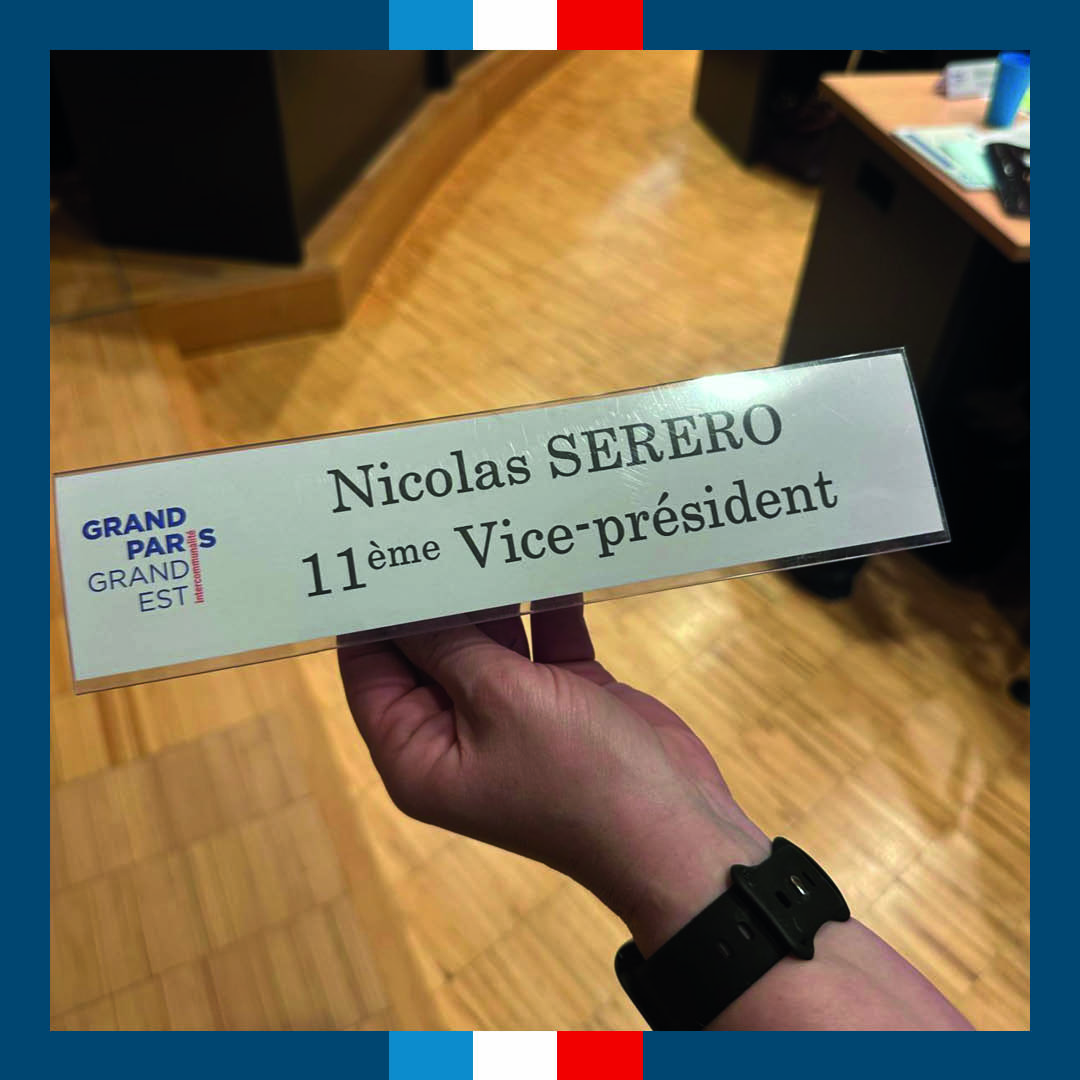 Nicolas SERERO
11ème Vice-président
GRAND
PARIS
GRAND
EST
intercommunalité